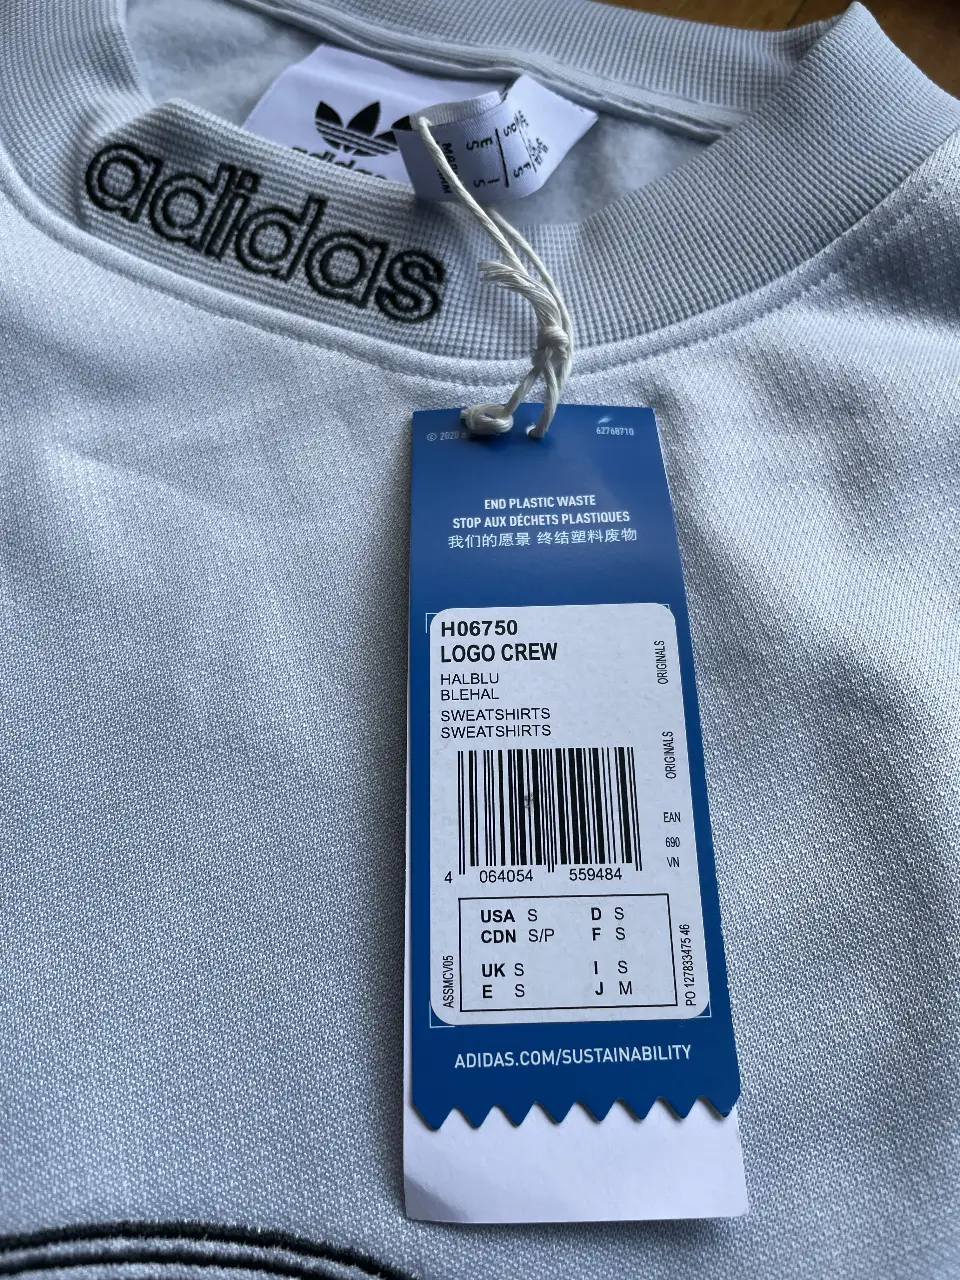 adidas
adidas
© 2020
62768710
END PLASTIC WASTE
STOP AUX DÉCHETS PLASTIQUES
我们的愿景 终结塑料废物
H06750
LOGO CREW
HALBLU
BLEHAL
SWEATSHIRTS
SWEATSHIRTS
ORIGINALS
ORIGINALS
EAN
690
VN
4 064054 559484
USA S D S
CDN S/P F S
UK S I S
E S J M
ASSMCV05
PO 127833475 46
ADIDAS.COM/SUSTAINABILITY